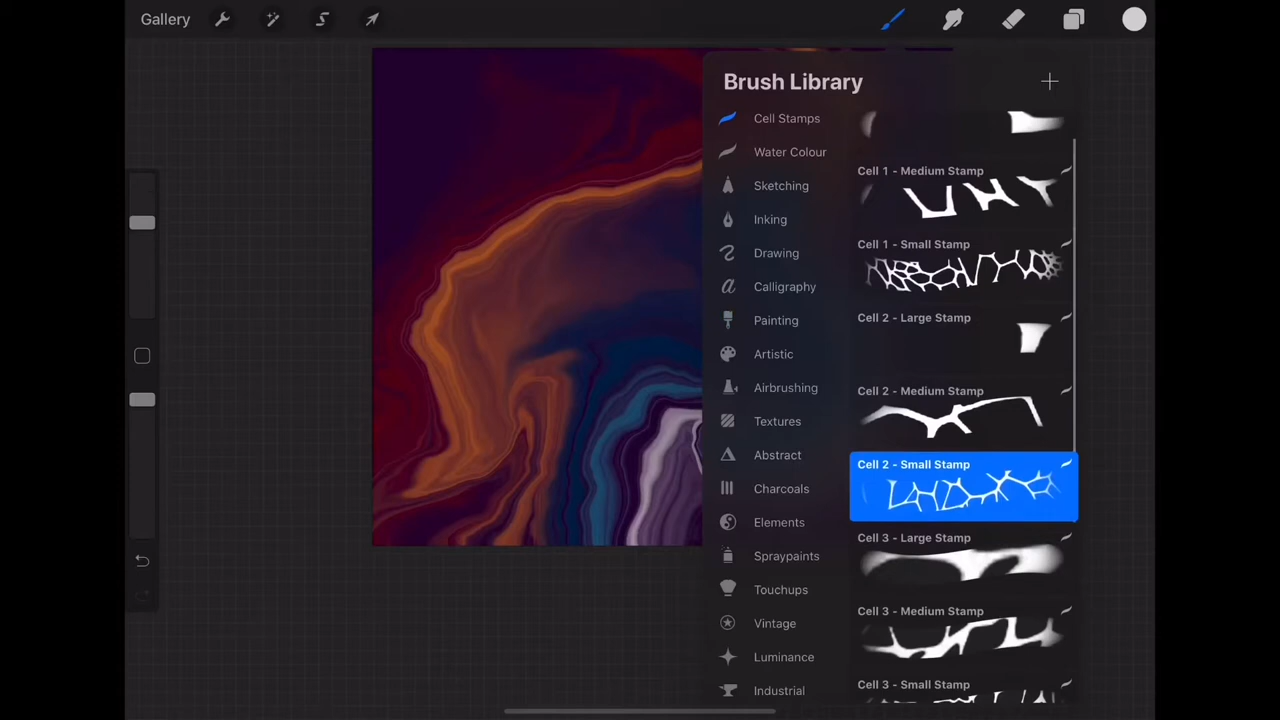 Gallery
Brush Library
Cell Stamps
Water Colour
Sketching
Inking
Drawing
Calligraphy
Painting
Artistic
Airbrushing
Textures
Abstract
Charcoals
Elements
Spraypaints
Touchups
Vintage
Luminance
Industrial
Cell 1 - Medium Stamp
Cell 1 - Small Stamp
Cell 2 - Large Stamp
Cell 2 - Medium Stamp
Cell 2 - Small Stamp
Cell 3 - Large Stamp
Cell 3 - Medium Stamp
Cell 3 - Small Stamp